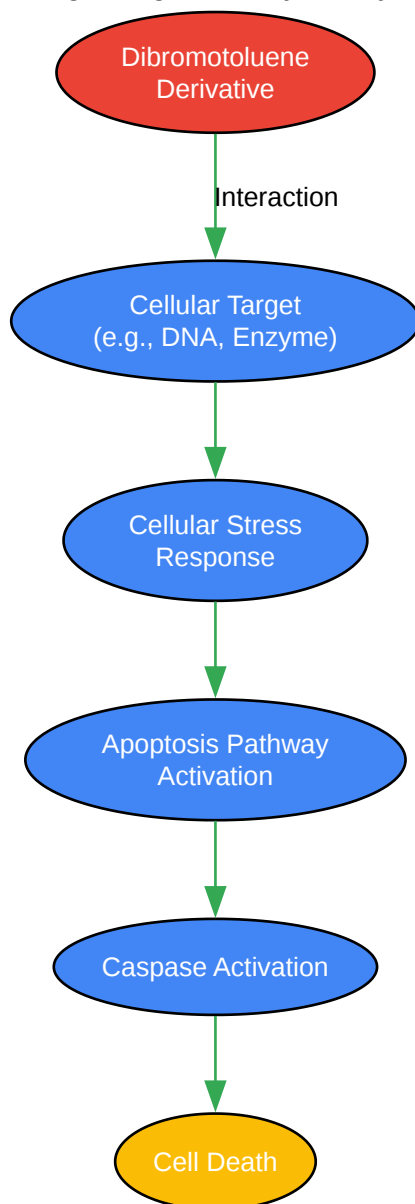 Dibromotoluene
Derivative
Interaction
Cellular Target
(e.g., DNA, Enzyme)
Cellular Stress
Response
Apoptosis Pathway
Activation
Caspase Activation
Cell Death